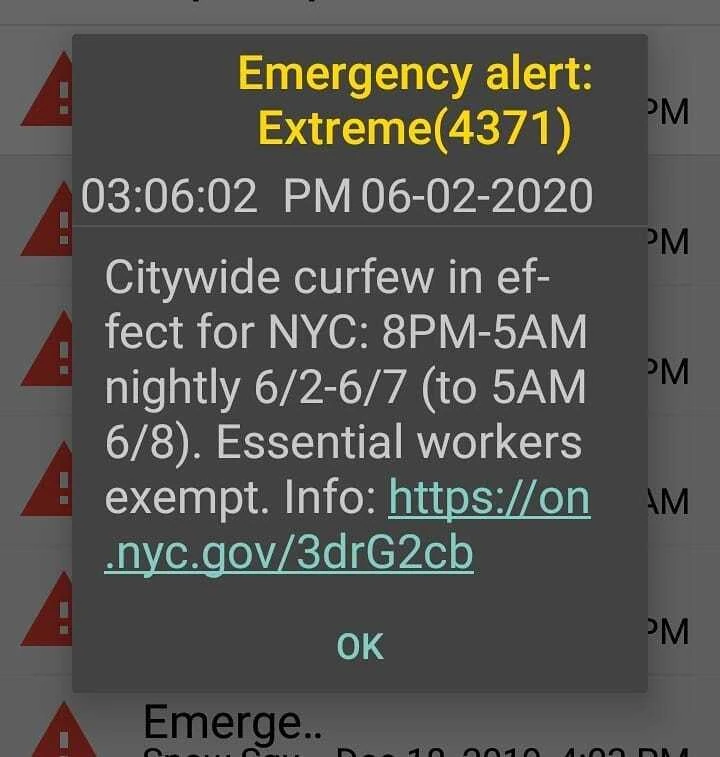 Emergency alert:
Extreme(4371)
03:06:02 PM 06-02-2020
PM
Citywide curfew in ef-
fect for NYC: 8PM-5AM
PM
nightly 6/2-6/7 (to 5AM
PM
6/8). Essential workers
exempt. Info: https://on
AM
.nyc.gov/3drG2cb
OK
PM
Emerge..